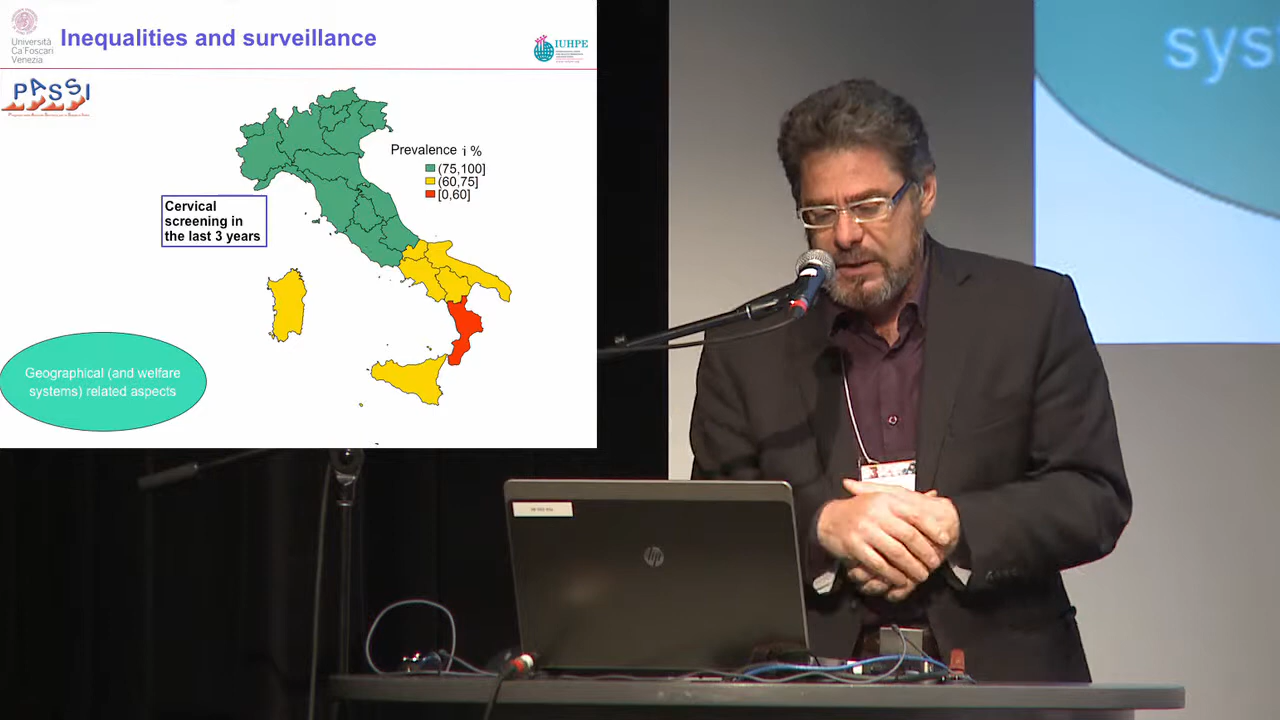 Università
Ca'Foscari
Venezia
Inequalities and surveillance
IUHPE
PASSI
Prevalence i %
(75,100]
(60,75]
[0,60]
Cervical
screening in
the last 3 years
Geographical (and welfare
systems) related aspects
sys
hp